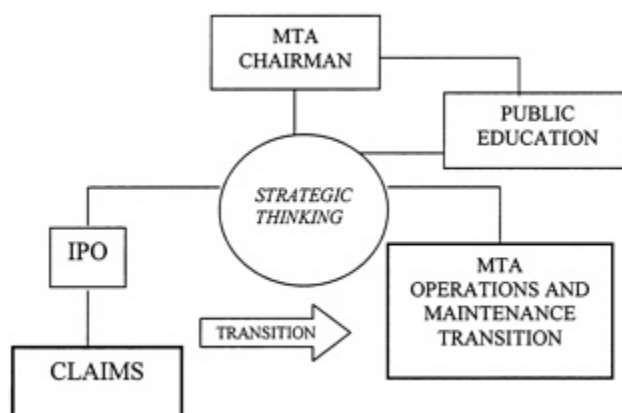 MTA
CHAIRMAN
PUBLIC
EDUCATION
STRATEGIC
THINKING
IPO
MTA
OPERATIONS AND
MAINTENANCE
TRANSITION
TRANSITION
CLAIMS